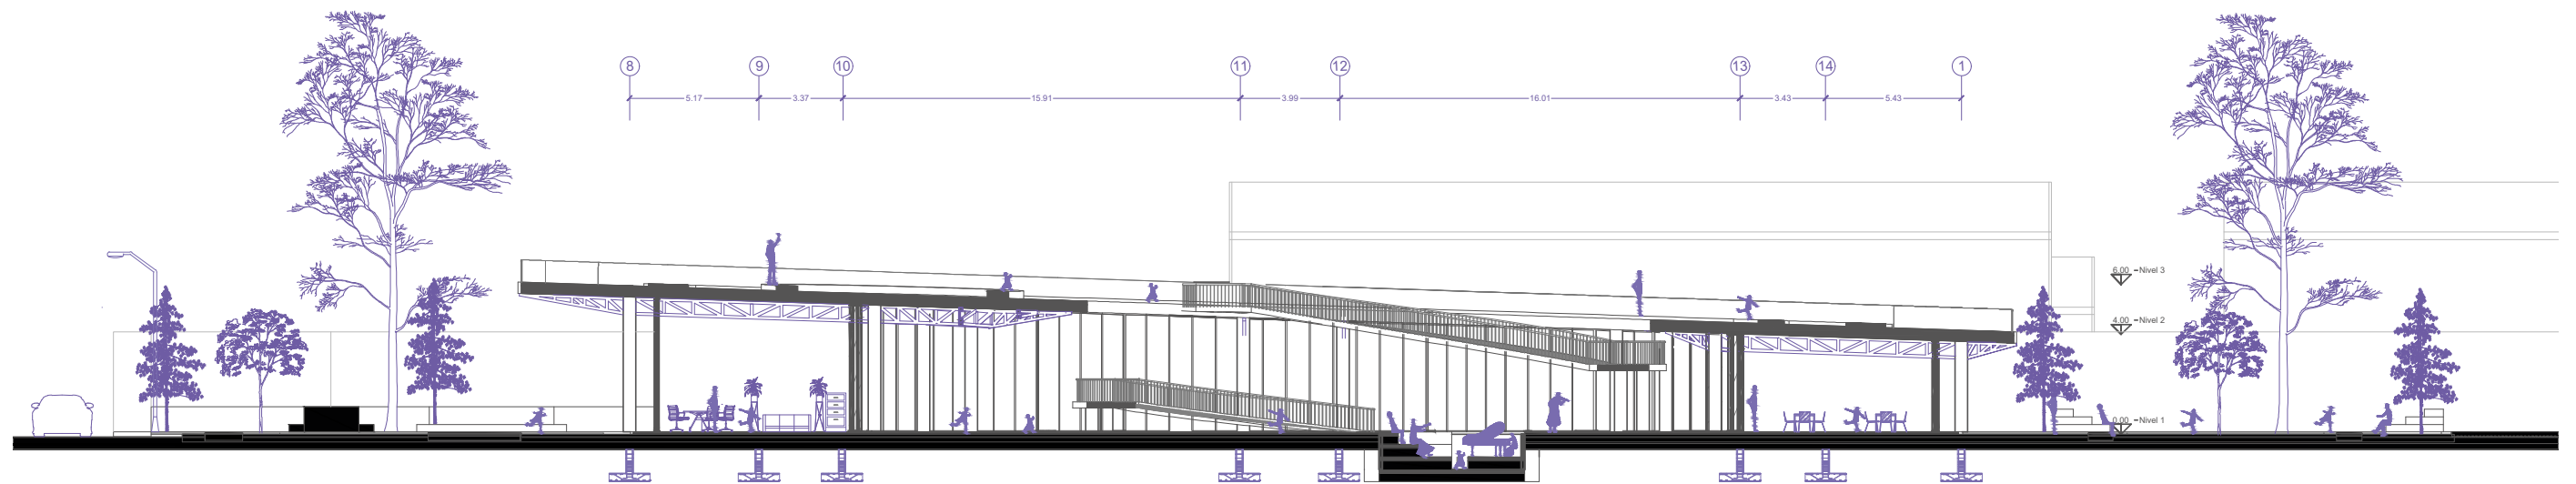 8 9 10 11 12 13 14 1
5.17 3.37 15.91 3.99 16.01 3.43 5.43
6.00 Nivel 3
4.00 Nivel 2
0.00 Nivel 1